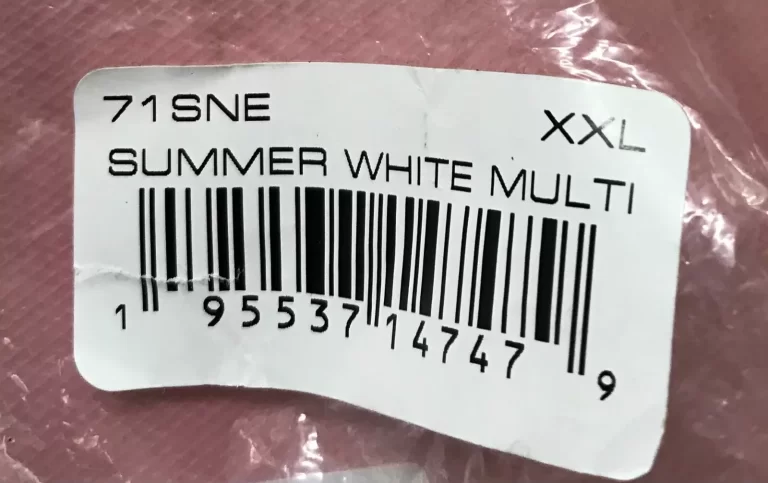 71SNE XXL
SUMMER WHITE MULTI
1 95537 14747 9